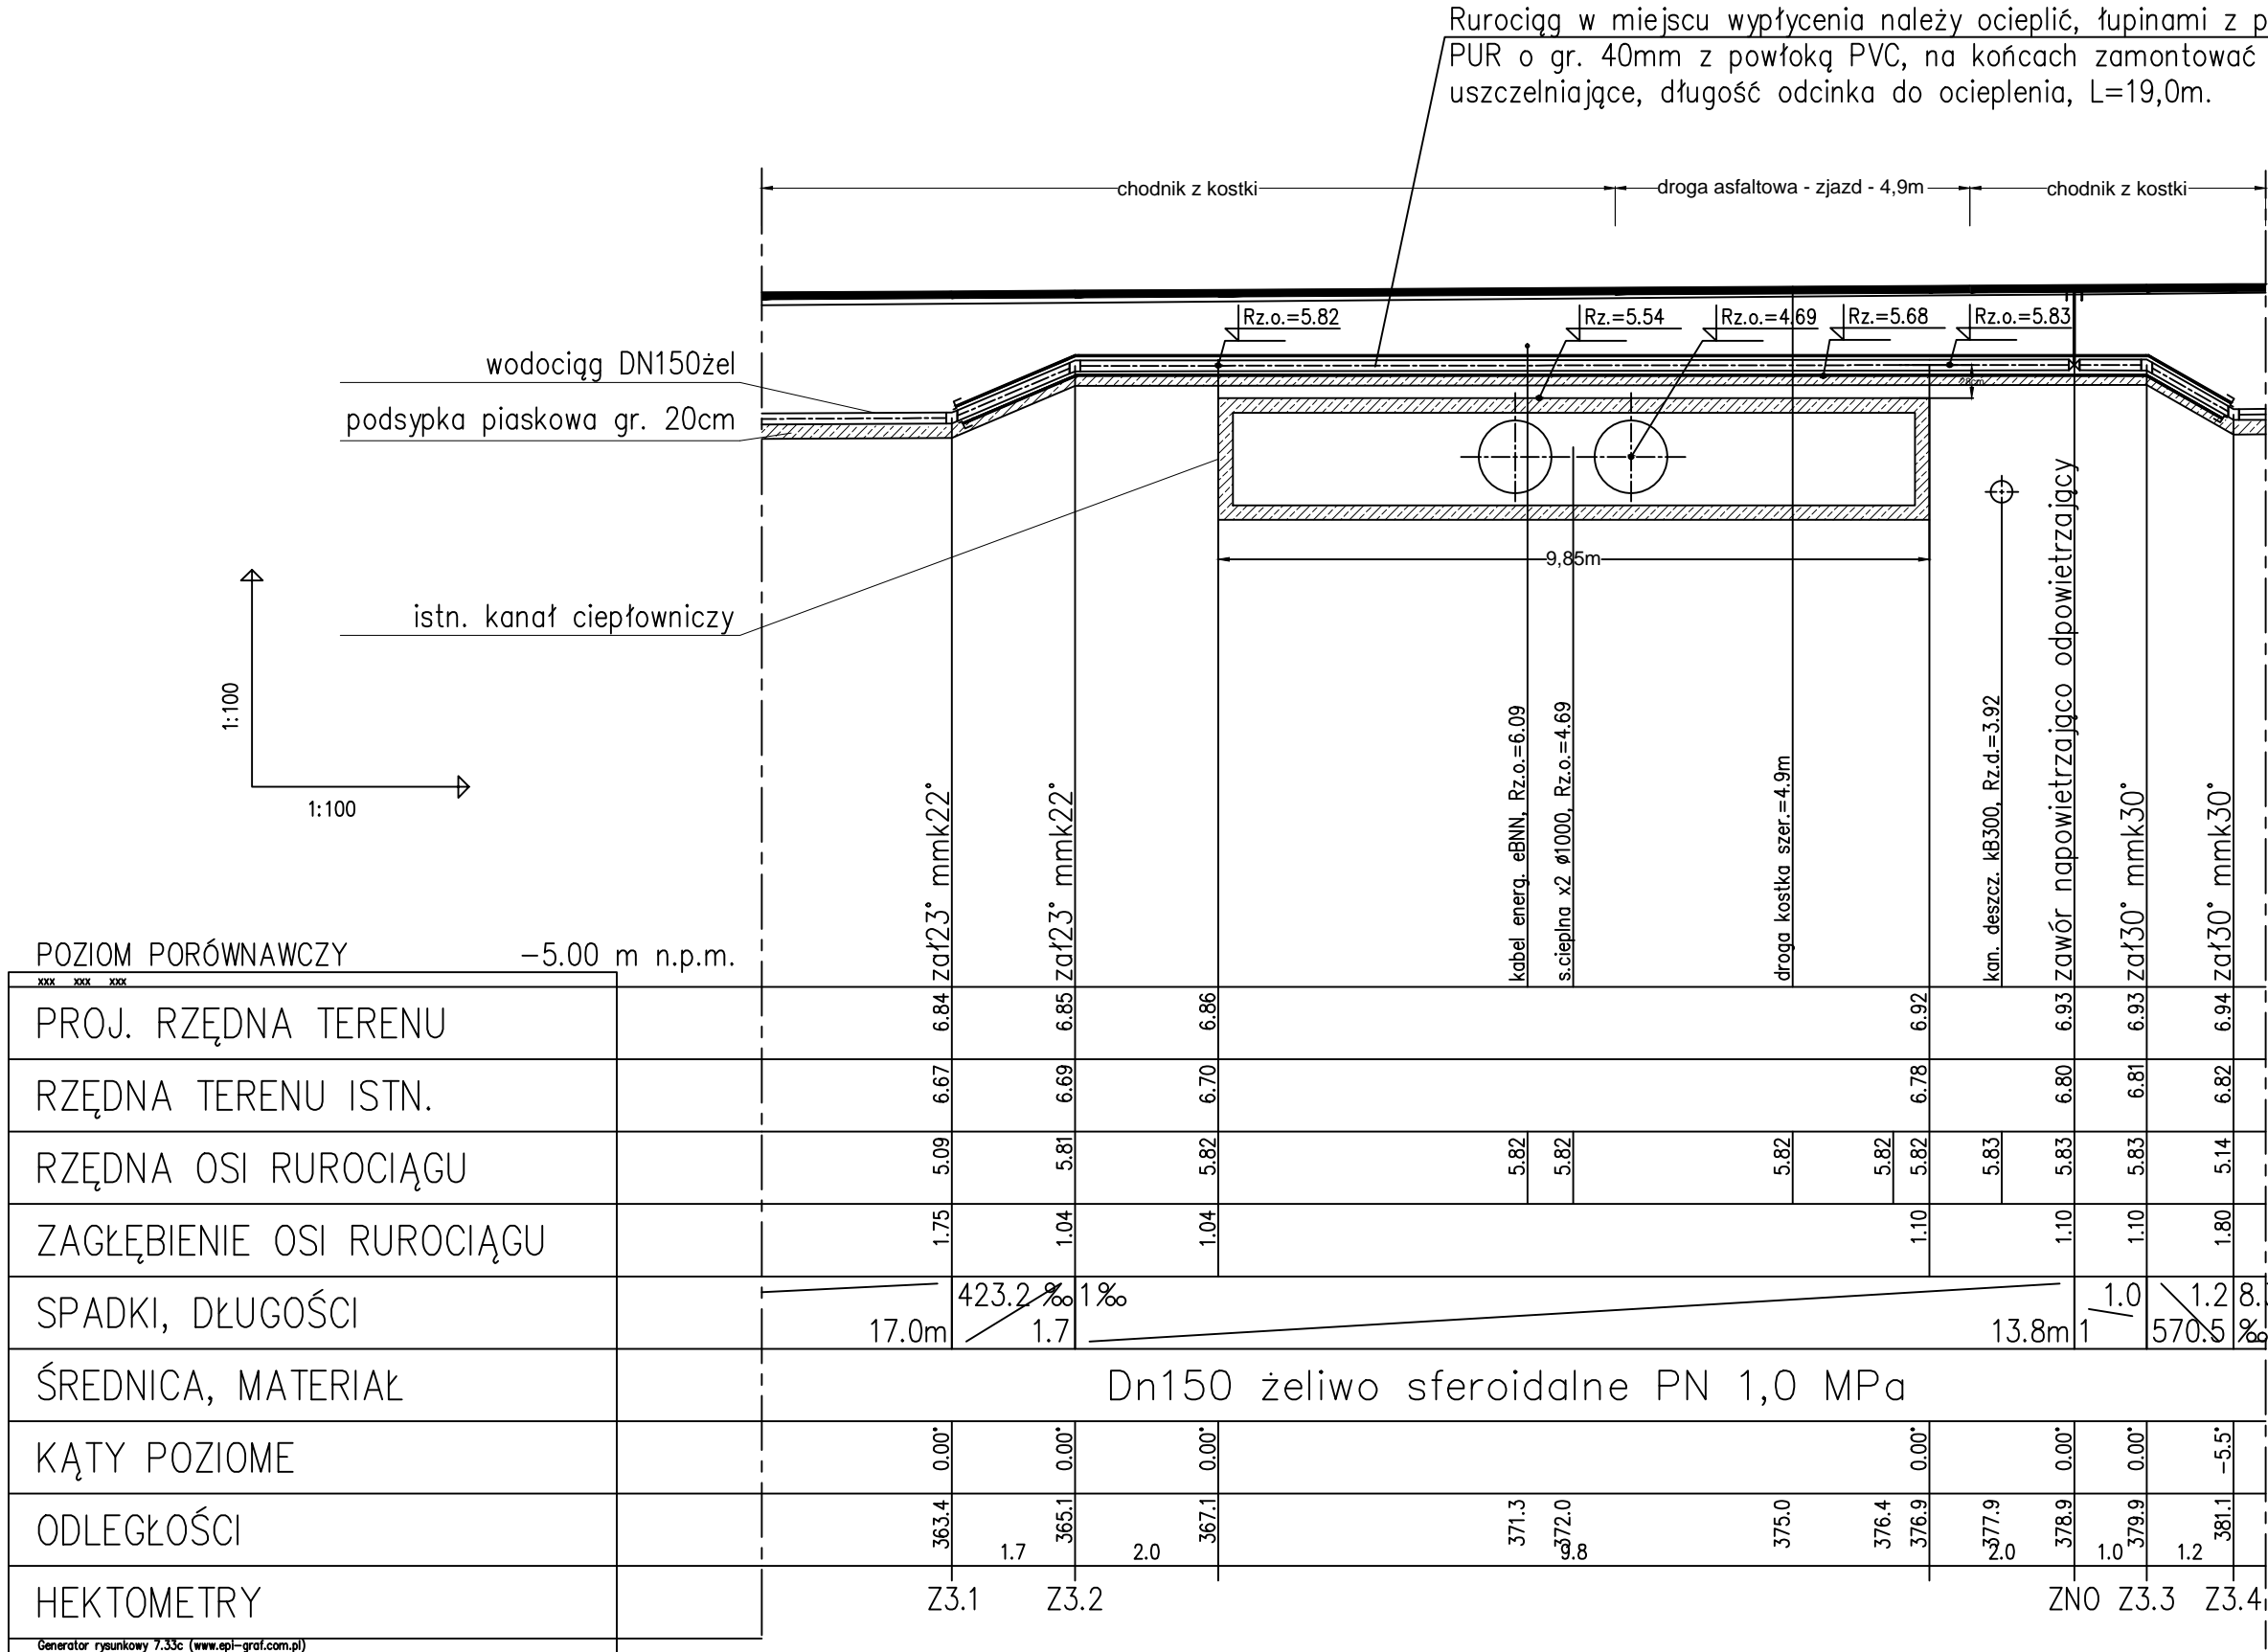 Rurociąg w miejscu wypłycenia należy ocieplić, łupinami z p
PUR o gr. 40mm z powłoką PVC, na końcach zamontować
uszczelniające, długość odcinka do ocieplenia, L=19,0m.
chodnik z kostki
droga asfaltowa - zjazd - 4,9m
chodnik z kostki
Rz.o.=5.82
Rz.=5.54
Rz.o.=4.69
Rz.=5.68
Rz.o.=5.83
wodociąg DN150żel
podsypka piaskowa gr. 20cm
28cm
9,85m
istn. kanał ciepłowniczy
1:100
1:100
zał23° mmk22°
zał23° mmk22°
kabel energ. eBNN, Rz.o.=6.09
s.cieplna x2 ø1000, Rz.o.=4.69
droga kostka szer.=4.9m
kan. deszcz. kB300, Rz.d.=3.92
zawór napowietrzająco odpowietrzający
zał30° mmk30°
zał30° mmk30°
POZIOM PORÓWNAWCZY -5.00 m n.p.m.
xxx xxx xxx
PROJ. RZĘDNA TERENU 6.84 6.85 6.86 6.92 6.93 6.93 6.94
RZĘDNA TERENU ISTN. 6.67 6.69 6.70 6.78 6.80 6.81 6.82
RZĘDNA OSI RUROCIĄGU 5.09 5.81 5.82 5.82 5.82 5.82 5.82 5.82 5.83 5.83 5.83 5.14
ZAGŁĘBIENIE OSI RUROCIĄGU 1.75 1.04 1.04 1.10 1.10 1.10 1.80
423.2 ‰ 1‰ 1.0 1.2 8.
SPADKI, DŁUGOŚCI
17.0m 1.7 13.8m 1 570.5 ‰
ŚREDNICA, MATERIAŁ Dn150 żeliwo sferoidalne PN 1,0 MPa
KĄTY POZIOME 0.00° 0.00° 0.00° 0.00° 0.00° 0.00° -5.5°
ODLEGŁOŚCI 363.4 365.1 367.1 371.3 372.0 375.0 376.4 376.9 377.9 378.9 379.9 381.1
1.7 2.0 9.8 2.0 1.0 1.2
HEKTOMETRY Z3.1 Z3.2 ZNO Z3.3 Z3.4
Generator rysunkowy 7.33c (www.epi-graf.com.pl)